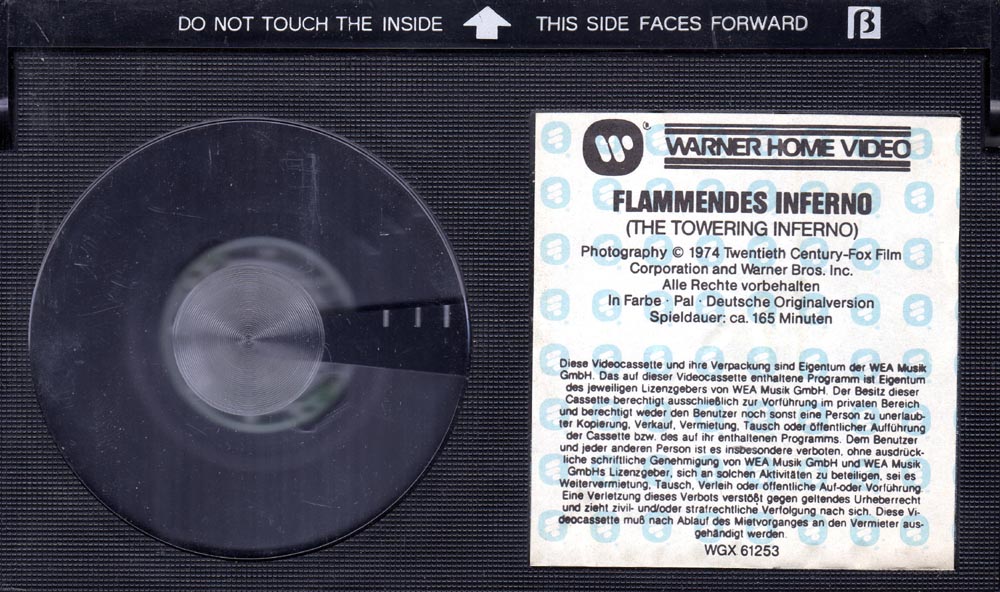 DO NOT TOUCH THE INSIDE THIS SIDE FACES FORWARD β
W® WARNER HOME VIDEO
FLAMMENDES INFERNO
(THE TOWERING INFERNO)
Photography © 1974 Twentieth Century-Fox Film
Corporation and Warner Bros. Inc.
Alle Rechte vorbehalten
In Farbe · Pal · Deutsche Originalversion
Spieldauer: ca. 165 Minuten
Diese Videocassette und ihre Verpackung sind Eigentum der WEA Musik
GmbH. Das auf dieser Videocassette enthaltene Programm ist Eigentum
des jeweiligen Lizenzgebers von WEA Musik GmbH. Der Besitz dieser
Cassette berechtigt ausschließlich zur Vorführung im privaten Bereich
und berechtigt weder den Benutzer noch sonst eine Person zu unerlaub-
ter Kopierung, Verkauf, Vermietung, Tausch oder öffentlicher Aufführung
der Cassette bzw. des auf ihr enthaltenen Programms. Dem Benutzer
und jeder anderen Person ist es insbesondere verboten, ohne ausdrück-
liche schriftliche Genehmigung von WEA Musik GmbH und WEA Musik
GmbHs Lizenzgeber, sich an solchen Aktivitäten zu beteiligen, sei es
Weitervermietung, Tausch, Verleih oder öffentliche Auf-oder Vorführung.
Eine Verletzung dieses Verbots verstößt gegen geltendes Urheberrecht
und zieht zivil- und/oder strafrechtliche Verfolgung nach sich. Diese Vi-
deocassette muß nach Ablauf des Mietvorganges an den Vermieter aus-
gehändigt werden.
WGX 61253